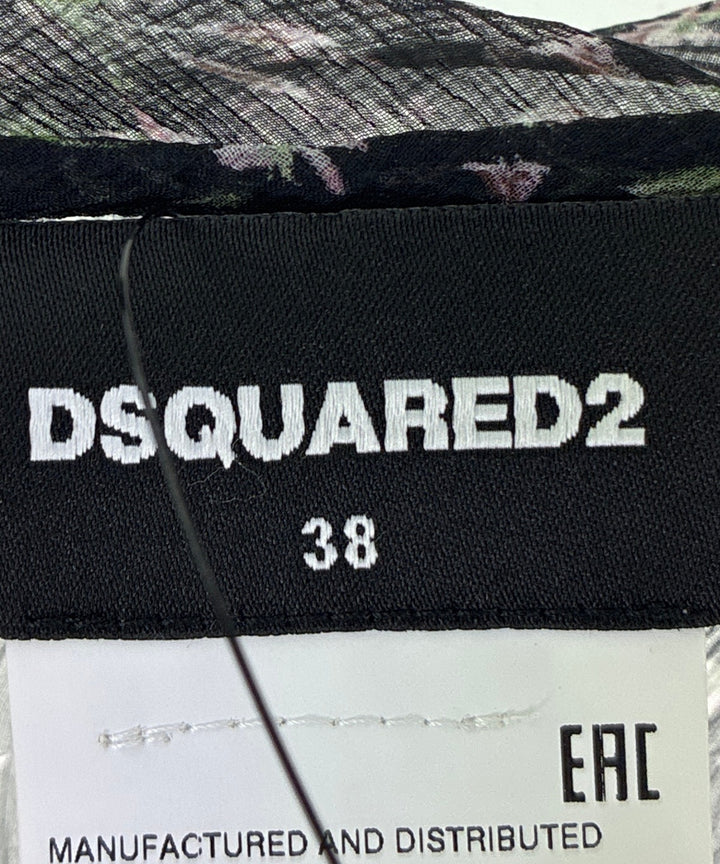 DSQUARED2
38
EAC
MANUFACTURED AND DISTRIBUTED